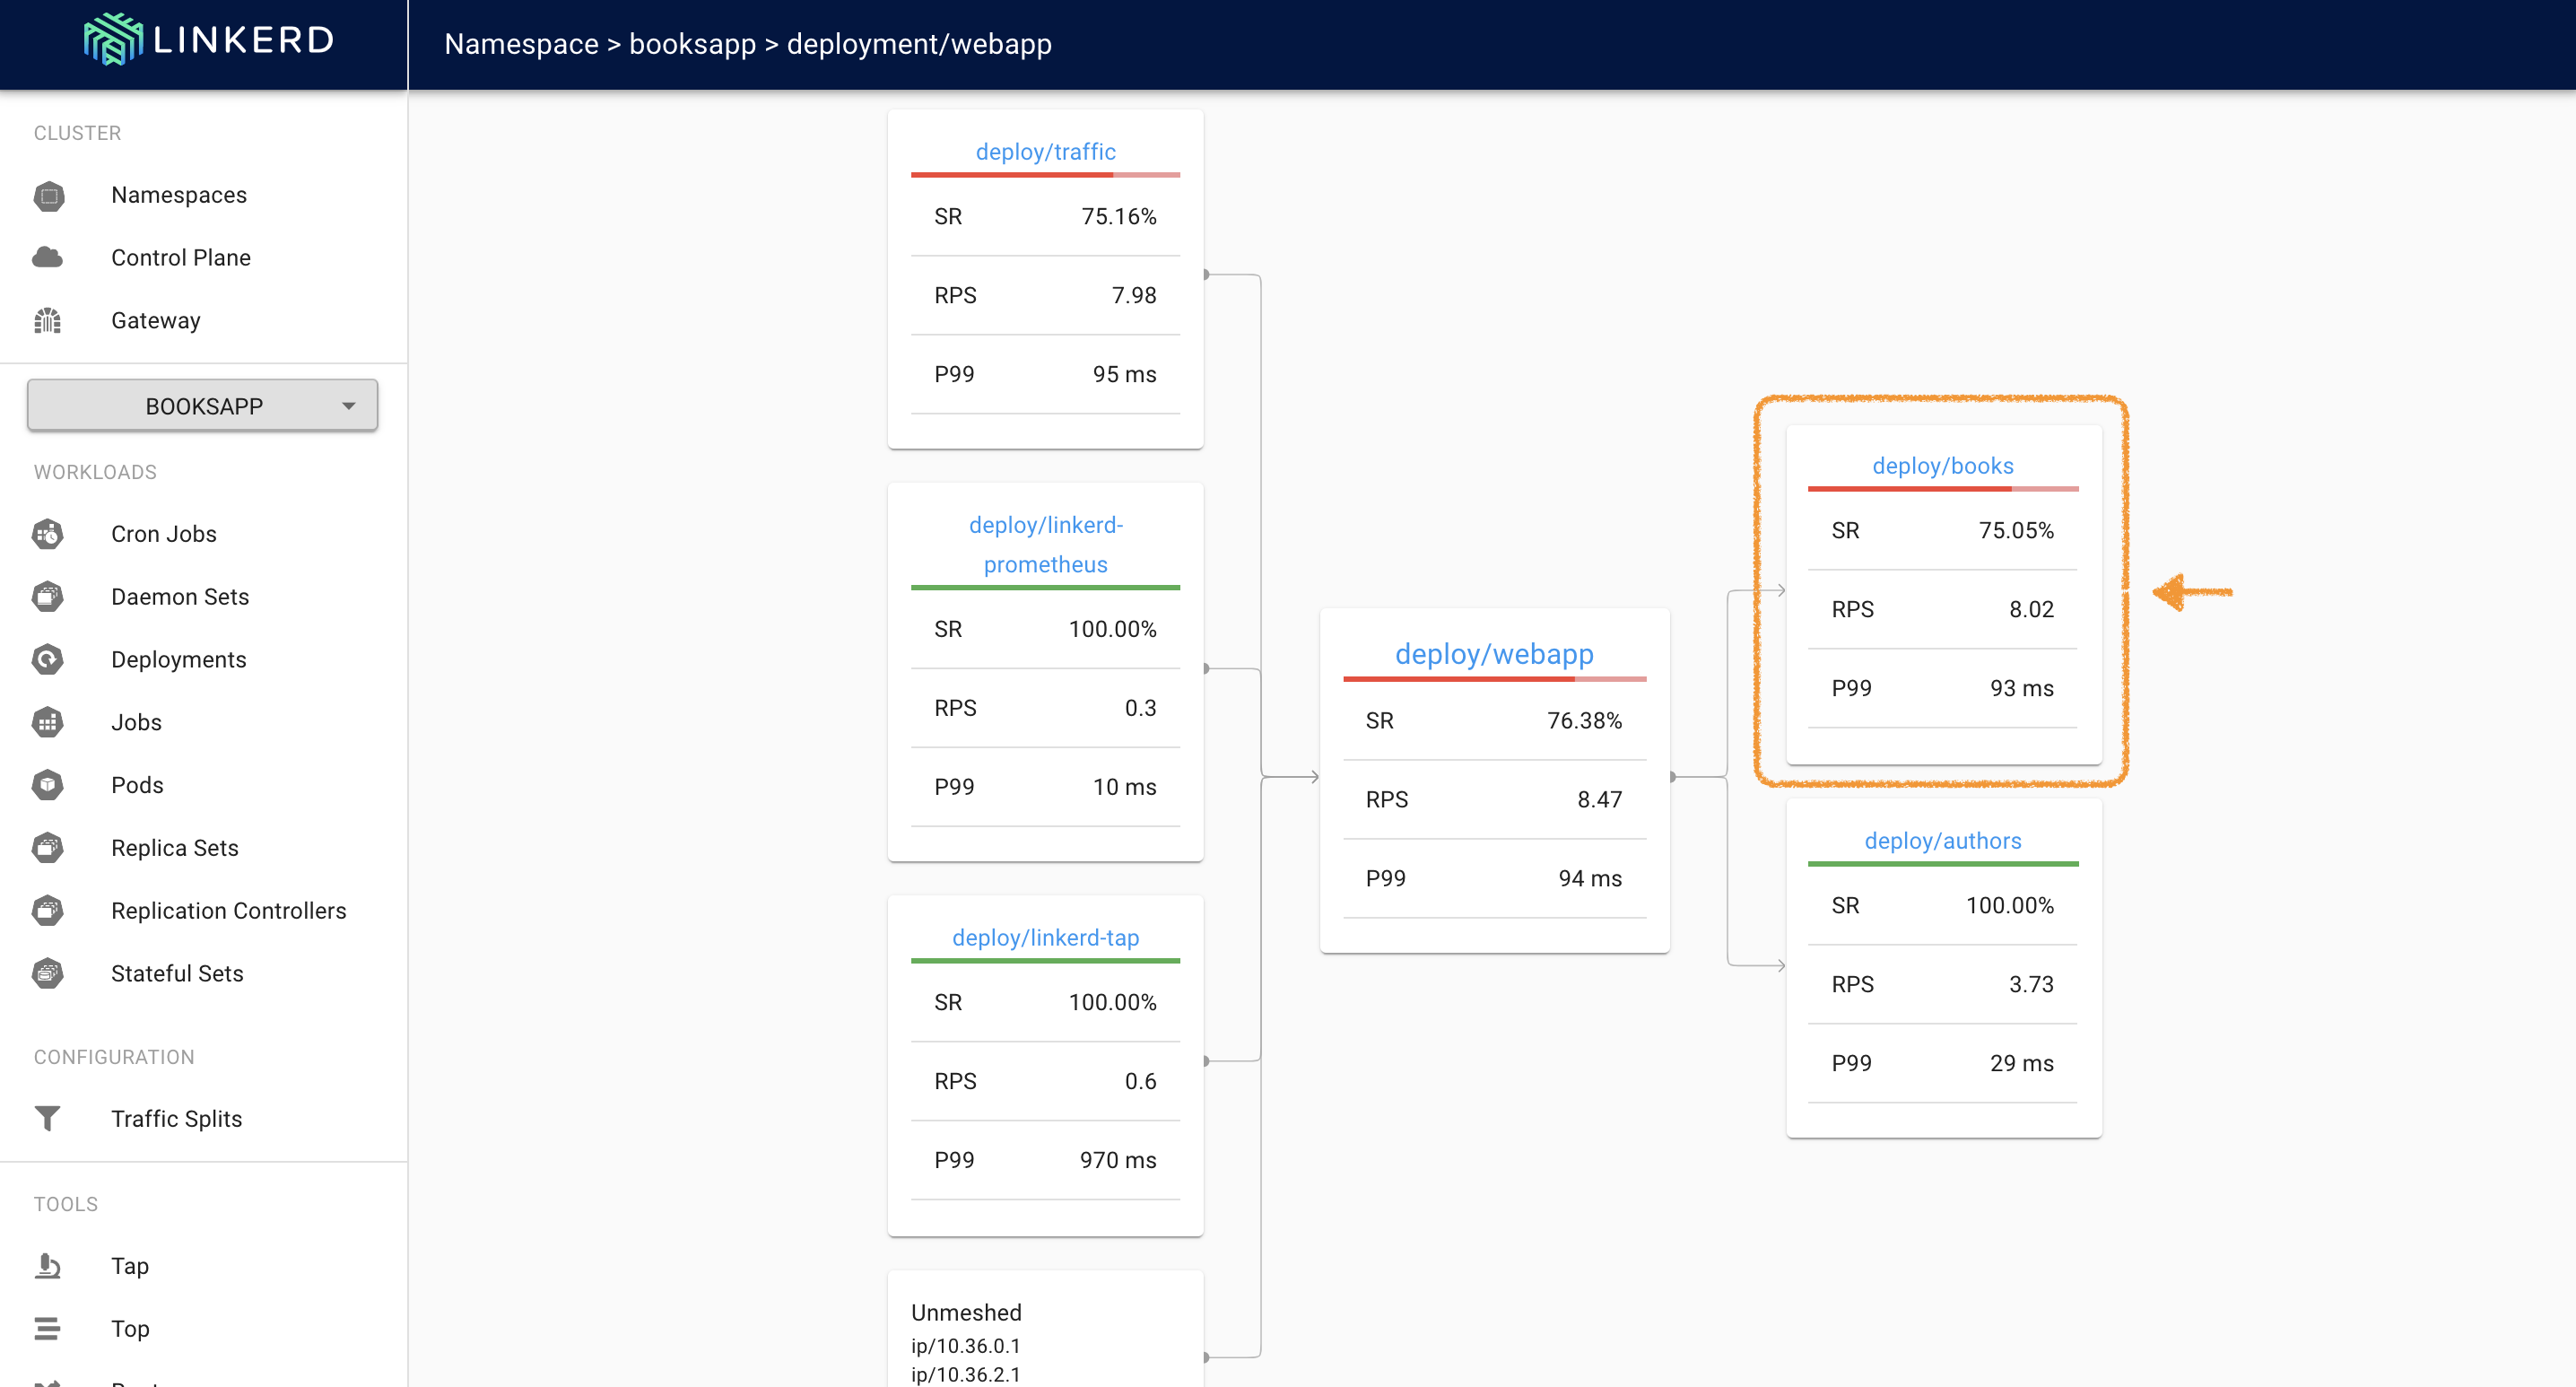 LINKERD
Namespace > booksapp > deployment/webapp
CLUSTER
Namespaces
Control Plane
Gateway
BOOKSAPP
WORKLOADS
Cron Jobs
Daemon Sets
Deployments
Jobs
Pods
Replica Sets
Replication Controllers
Stateful Sets
CONFIGURATION
Traffic Splits
TOOLS
Tap
Top
deploy/traffic
SR 75.16%
RPS 7.98
P99 95 ms
deploy/linkerd-
prometheus
SR 100.00%
RPS 0.3
P99 10 ms
deploy/linkerd-tap
SR 100.00%
RPS 0.6
P99 970 ms
Unmeshed
ip/10.36.0.1
ip/10.36.2.1
deploy/webapp
SR 76.38%
RPS 8.47
P99 94 ms
deploy/books
SR 75.05%
RPS 8.02
P99 93 ms
deploy/authors
SR 100.00%
RPS 3.73
P99 29 ms